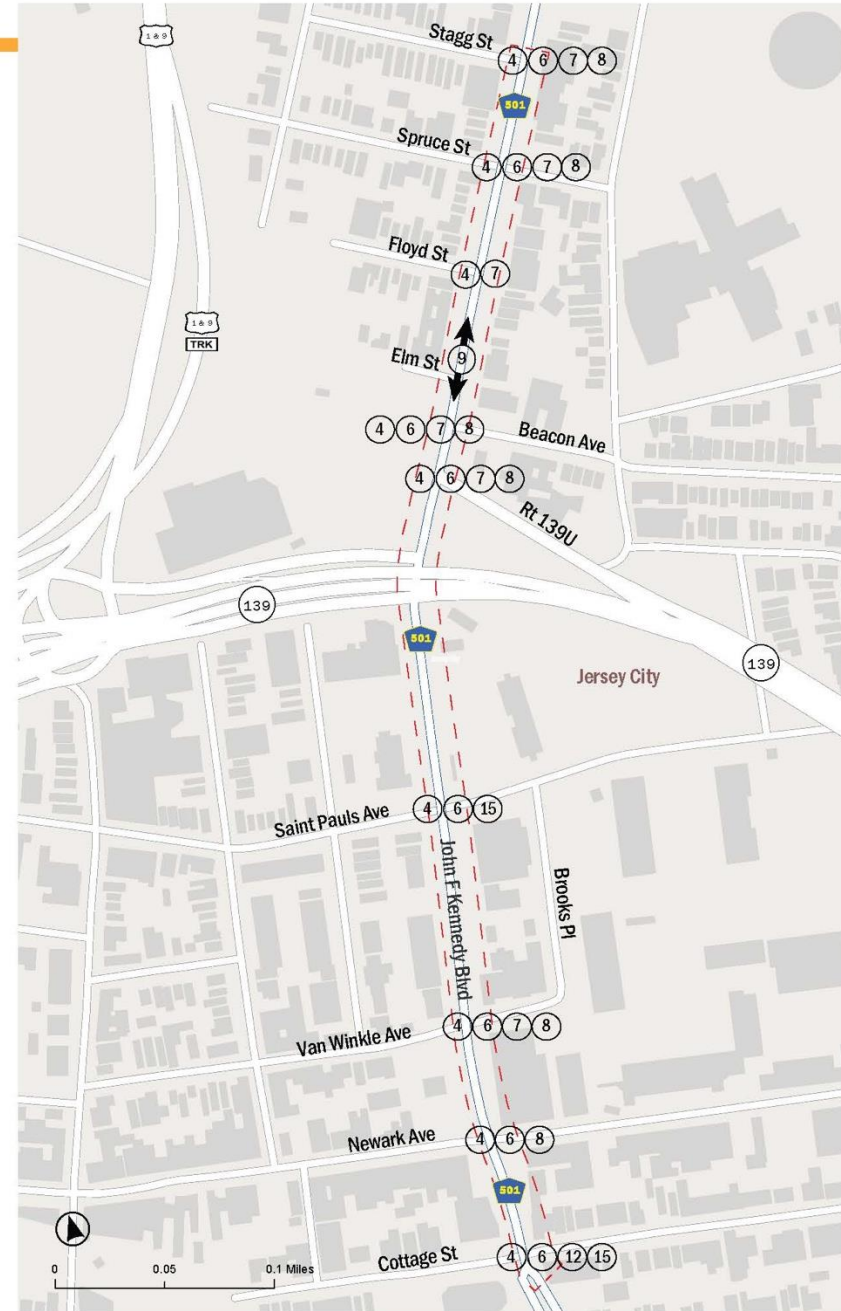 1 & 9
Stagg St
4 6 7 8
501
Spruce St
4 6 7 8
Floyd St
4 7
1 & 9
TRK
Elm St
9
4 6 7 8
Beacon Ave
4 6 7 8
Rt 139U
139
501
139
Jersey City
Saint Pauls Ave
4 6 15
John F Kennedy Blvd
Brooks Pl
Van Winkle Ave
4 6 7 8
Newark Ave
4 6 8
501
Cottage St
4 6 12 15
0 0.05 0.1 Miles